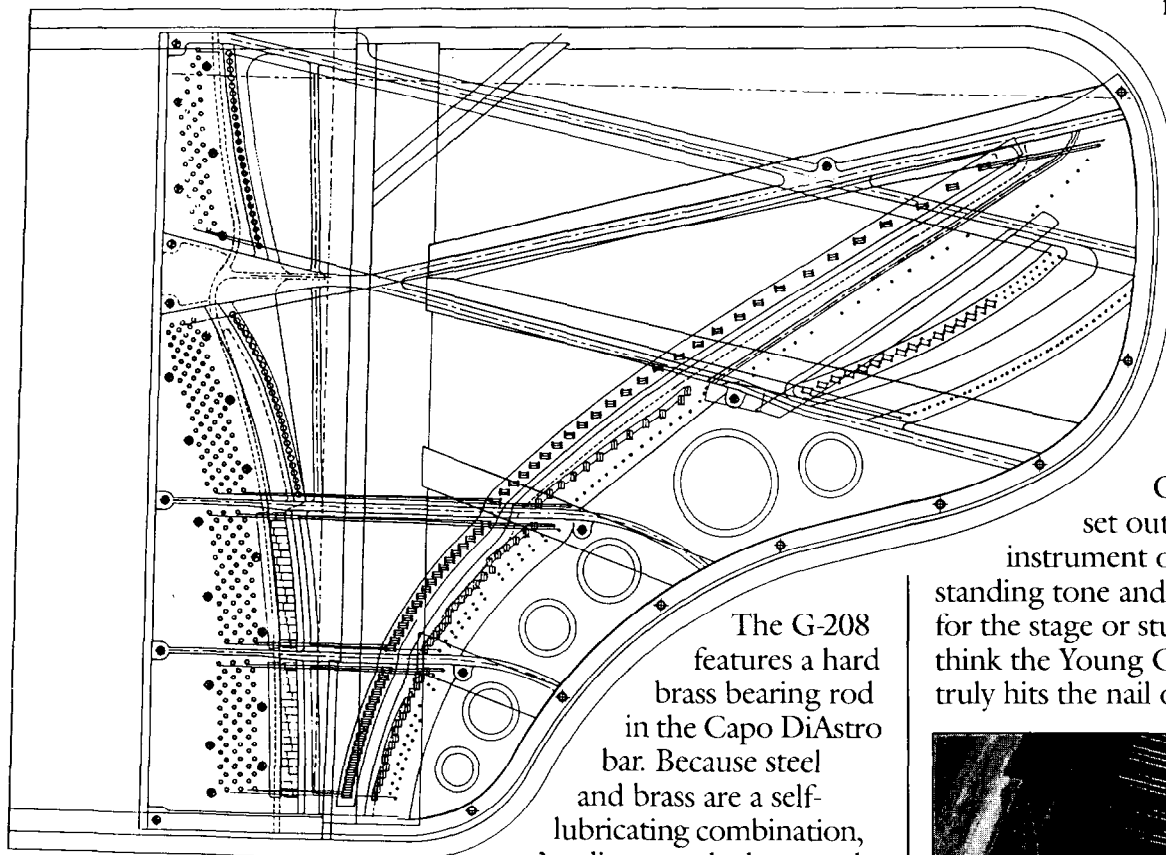 The G-208
features a hard
brass bearing rod
in the Capo DiAstro
bar. Because steel
and brass are a self-
lubricating combination,
set out
instrument o
standing tone and
for the stage or stu
think the Young C
truly hits the nail o